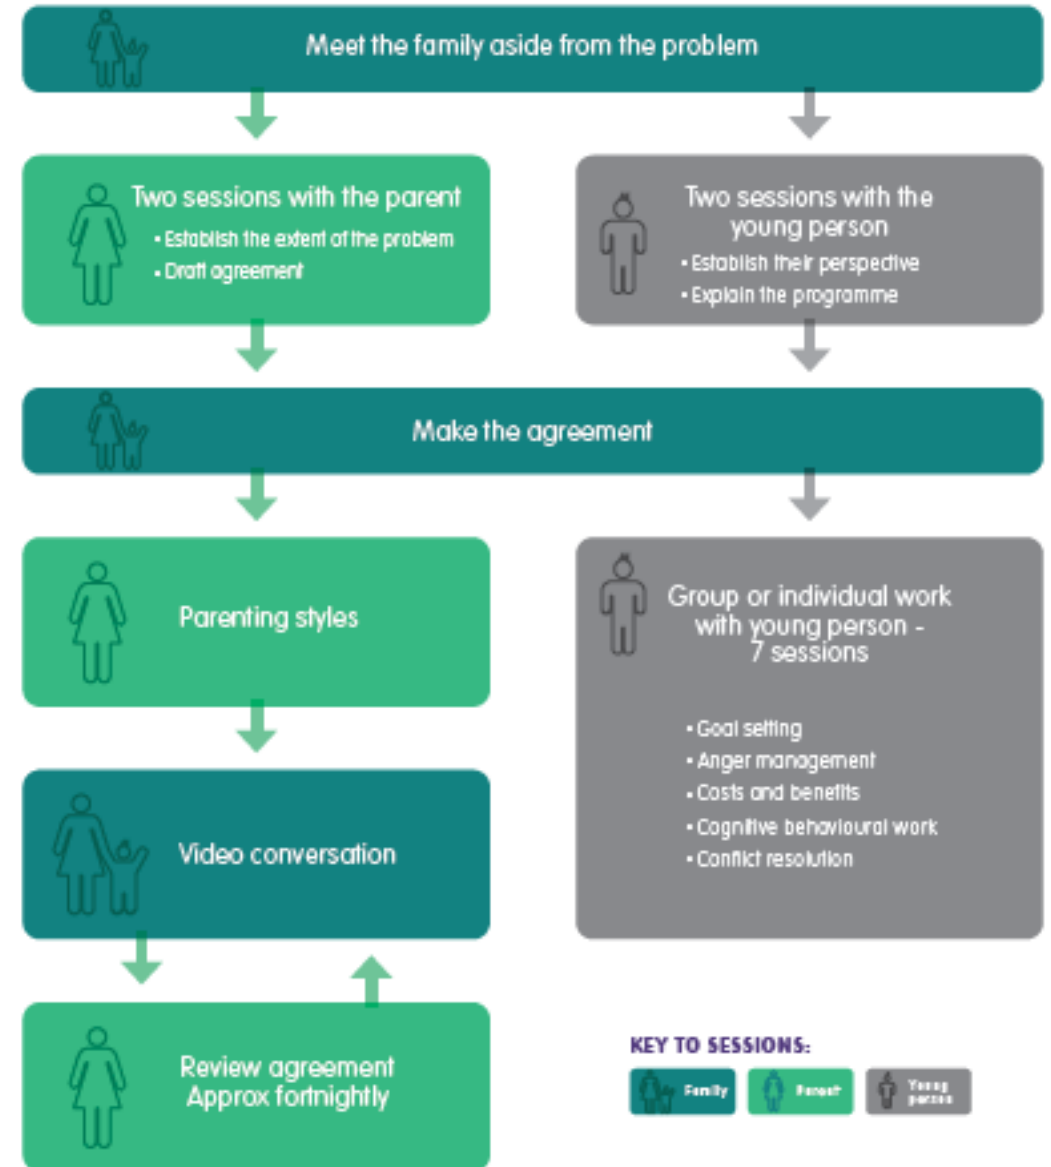 Meet the family aside from the problem
Two sessions with the parent
• Establish the extent of the problem
• Draft agreement
Two sessions with the
young person
• Establish their perspective
• Explain the programme
Make the agreement
Parenting styles
Group or individual work
with young person -
7 sessions
• Goal setting
• Anger management
• Costs and benefits
• Cognitive behavioural work
• Conflict resolution
Video conversation
Review agreement
Approx fortnightly
KEY TO SESSIONS:
Family
Parent
Young
person